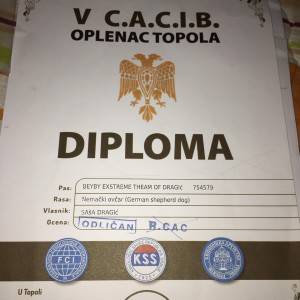 V C.A.C.I.B.
OPLENAC TOPOLA
DIPLOMA
Pas: BEYBY EXSTREME THEAM OF DRAGIĆ 754579
Rasa: Nemački ovčar (German shepherd dog)
Vlasnik: SAŠA DRAGIĆ
Ocena: ODLIČAN R.CAC
FCI
KSS
U Topoli